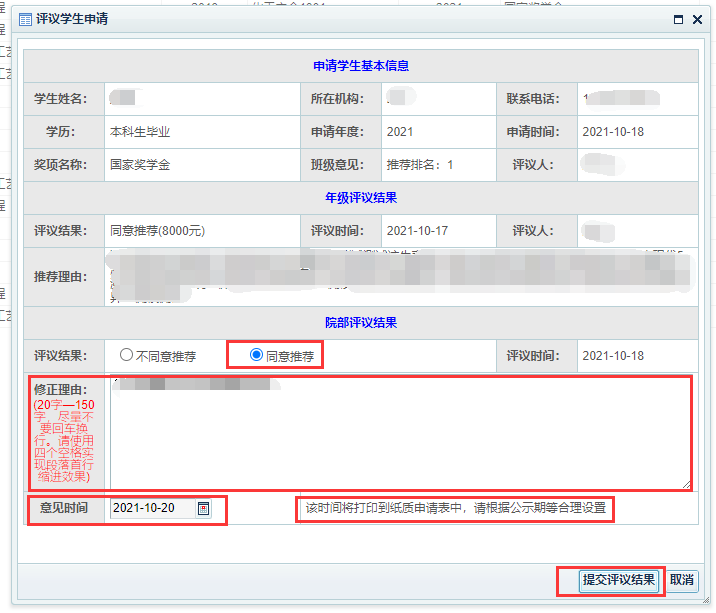 评议学生申请
申请学生基本信息
学生姓名： 所在机构： 联系电话：
学历： 本科生毕业 申请年度： 2021 申请时间： 2021-10-18
奖项名称： 国家奖学金 班级意见： 推荐排名：1 评议人：
年级评议结果
评议结果： 同意推荐(8000元) 评议时间： 2021-10-17 评议人：
推荐理由：
院部评议结果
评议结果： 不同意推荐 同意推荐 评议时间： 2021-10-18
修正理由：
(20字—150
字，尽量不
要回车换
行。请使用
四个空格实
现段落首行
缩进效果)
意见时间 2021-10-20 该时间将打印到纸质申请表中，请根据公示期等合理设置
提交评议结果 取消